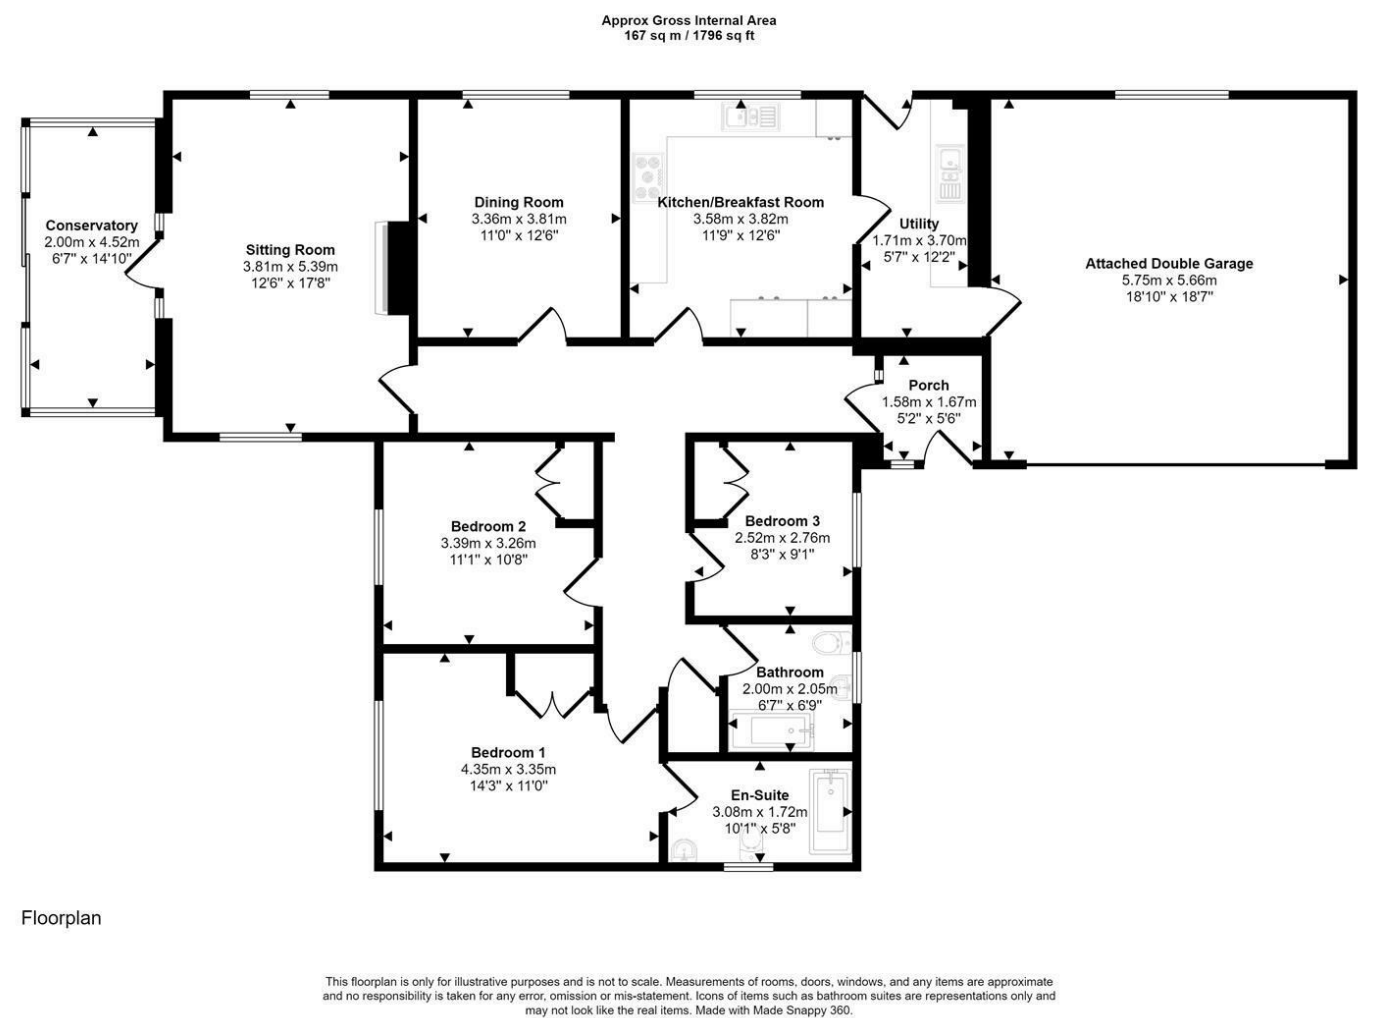 Approx Gross Internal Area
167 sq m / 1796 sq ft
Conservatory
2.00m x 4.52m
6'7" x 14'10"
Sitting Room
3.81m x 5.39m
12'6" x 17'8"
Dining Room
3.36m x 3.81m
11'0" x 12'6"
Kitchen/Breakfast Room
3.58m x 3.82m
11'9" x 12'6"
Utility
1.71m x 3.70m
5'7" x 12'2"
Attached Double Garage
5.75m x 5.66m
18'10" x 18'7"
Porch
1.58m x 1.67m
5'2" x 5'6"
Bedroom 2
3.39m x 3.26m
11'1" x 10'8"
Bedroom 3
2.52m x 2.76m
8'3" x 9'1"
Bathroom
2.00m x 2.05m
6'7" x 6'9"
Bedroom 1
4.35m x 3.35m
14'3" x 11'0"
En-Suite
3.08m x 1.72m
10'1" x 5'8"
Floorplan
This floorplan is only for illustrative purposes and is not to scale. Measurements of rooms, doors, windows, and any items are approximate
and no responsibility is taken for any error, omission or mis-statement. Icons of items such as bathroom suites are representations only and
may not look like the real items. Made with Made Snappy 360.